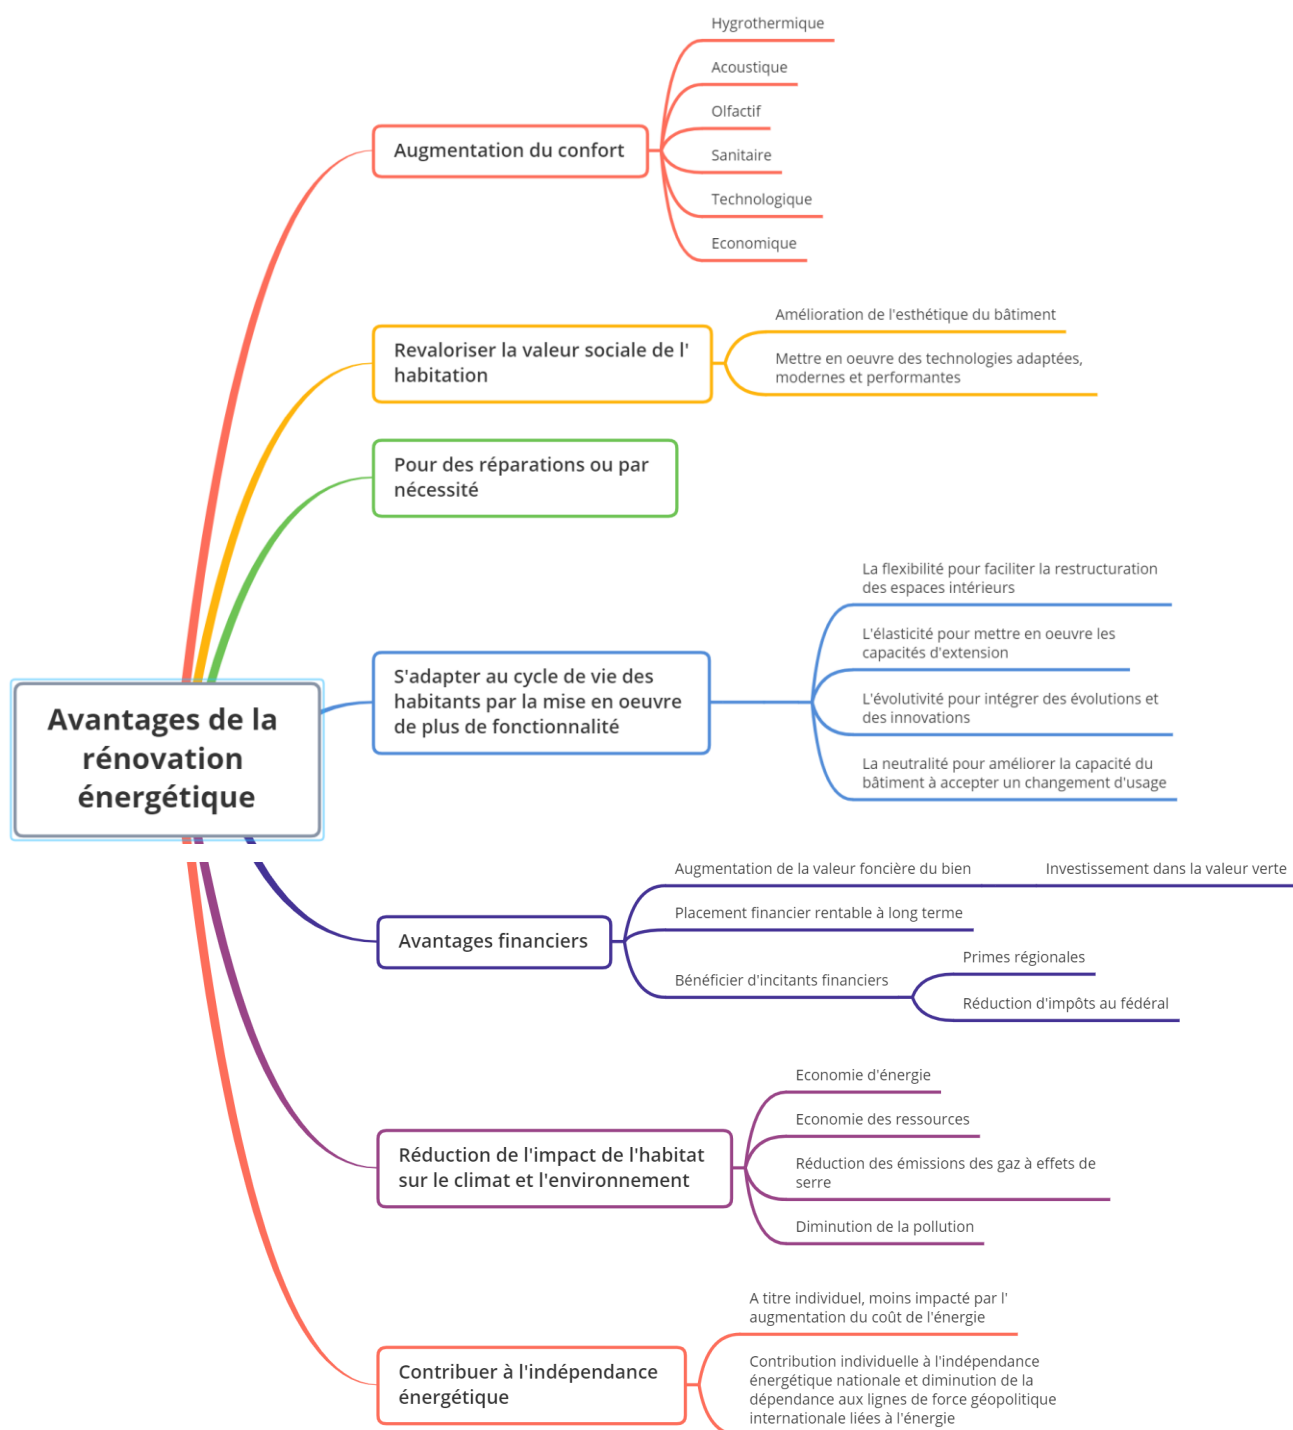 Hygrothermique
Acoustique
Olfactif
Augmentation du confort
Sanitaire
Technologique
Economique
Revaloriser la valeur sociale de l'
habitation
Amélioration de l'esthétique du bâtiment
Mettre en oeuvre des technologies adaptées,
modernes et performantes
Pour des réparations ou par
nécessité
Avantages de la
rénovation
énergétique
S'adapter au cycle de vie des
habitants par la mise en oeuvre
de plus de fonctionnalité
La flexibilité pour faciliter la restructuration
des espaces intérieurs
L'élasticité pour mettre en oeuvre les
capacités d'extension
L'évolutivité pour intégrer des évolutions et
des innovations
La neutralité pour améliorer la capacité du
bâtiment à accepter un changement d'usage
Avantages financiers
Augmentation de la valeur foncière du bien
Investissement dans la valeur verte
Placement financier rentable à long terme
Bénéficier d'incitants financiers
Primes régionales
Réduction d'impôts au fédéral
Réduction de l'impact de l'habitat
sur le climat et l'environnement
Economie d'énergie
Economie des ressources
Réduction des émissions des gaz à effets de
serre
Diminution de la pollution
Contribuer à l'indépendance
énergétique
A titre individuel, moins impacté par l'
augmentation du coût de l'énergie
Contribution individuelle à l'indépendance
énergétique nationale et diminution de la
dépendance aux lignes de force géopolitique
internationale liées à l'énergie